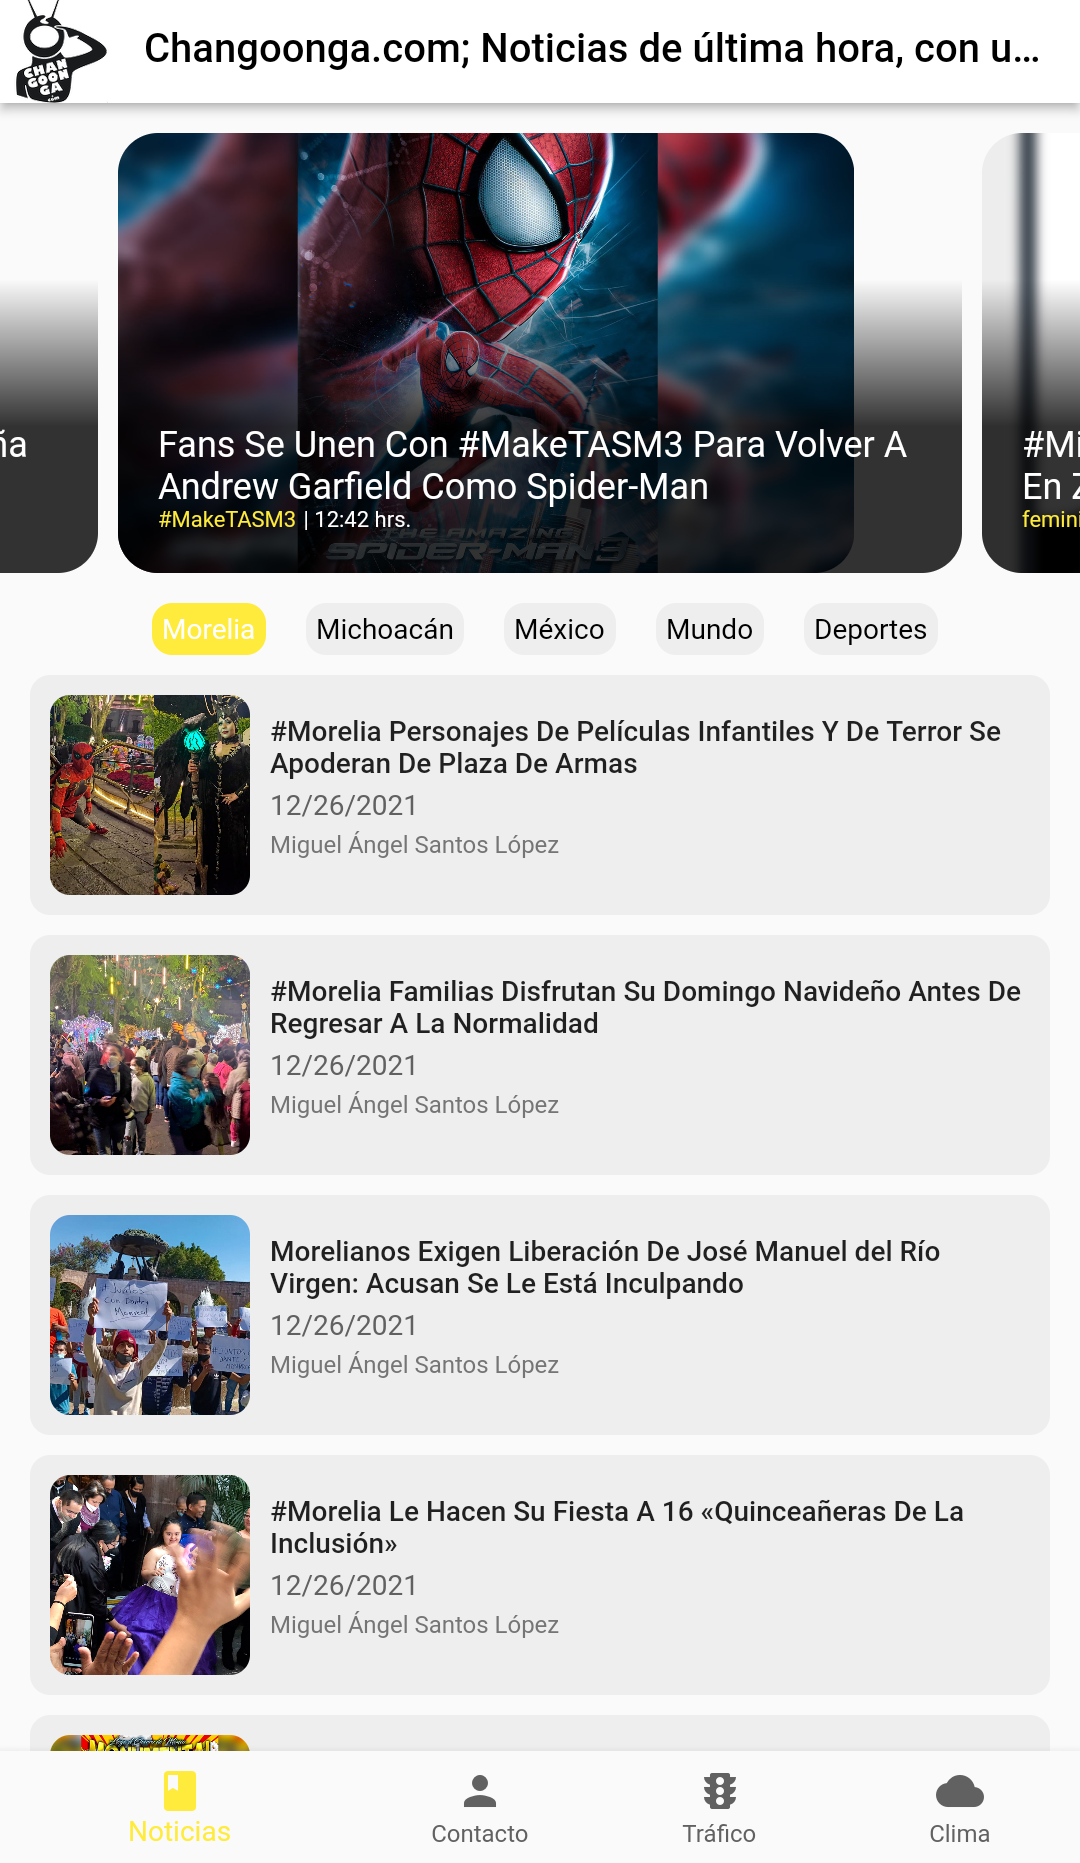 CHAN
GOON
GA
.com
Changoonga.com; Noticias de última hora, con u...
ña
Fans Se Unen Con #MakeTASM3 Para Volver A
Andrew Garfield Como Spider-Man
#MakeTASM3 | 12:42 hrs.
THE AMAZING
SPIDER-MAN 3
#Mi
En Z
femini
Morelia
Michoacán
México
Mundo
Deportes
#Morelia Personajes De Películas Infantiles Y De Terror Se
Apoderan De Plaza De Armas
12/26/2021
Miguel Ángel Santos López
#Morelia Familias Disfrutan Su Domingo Navideño Antes De
Regresar A La Normalidad
12/26/2021
Miguel Ángel Santos López
Morelianos Exigen Liberación De José Manuel del Río
Virgen: Acusan Se Le Está Inculpando
12/26/2021
Miguel Ángel Santos López
#Morelia Le Hacen Su Fiesta A 16 «Quinceañeras De La
Inclusión»
12/26/2021
Miguel Ángel Santos López
MONUMENTAL
Noticias
Contacto
Tráfico
Clima